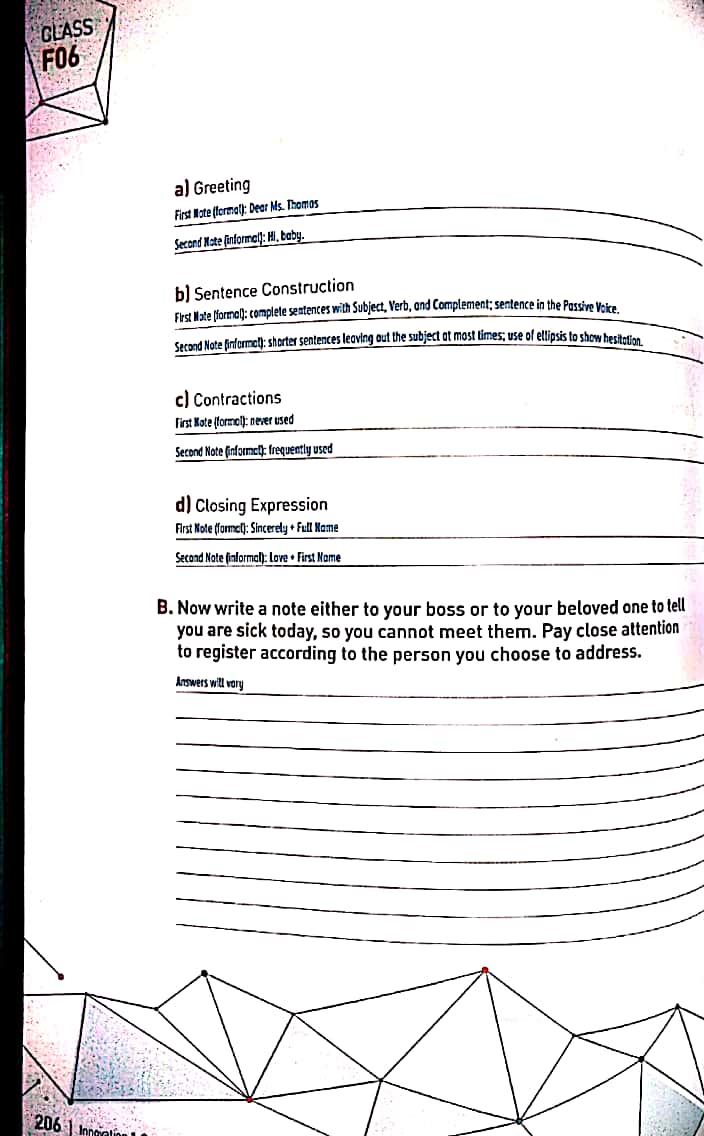 CLASS
F06
a) Greeting
First Note (formal): Dear Ms. Thomas
Second Note (informal): Hi, baby.
b) Sentence Construction
First Note (formal): complete sentences with Subject, Verb, and Complement; sentence in the Passive Voice.
Second Note (informal): shorter sentences leaving out the subject at most times; use of ellipsis to show hesitation.
c) Contractions
First Note (formal): never used
Second Note (informal): frequently used
d) Closing Expression
First Note (formal): Sincerely + Full Name
Second Note (informal): Love + First Name
B. Now write a note either to your boss or to your beloved one to tell
you are sick today, so you cannot meet them. Pay close attention
to register according to the person you choose to address.
Answers will vary
206 | Innovation